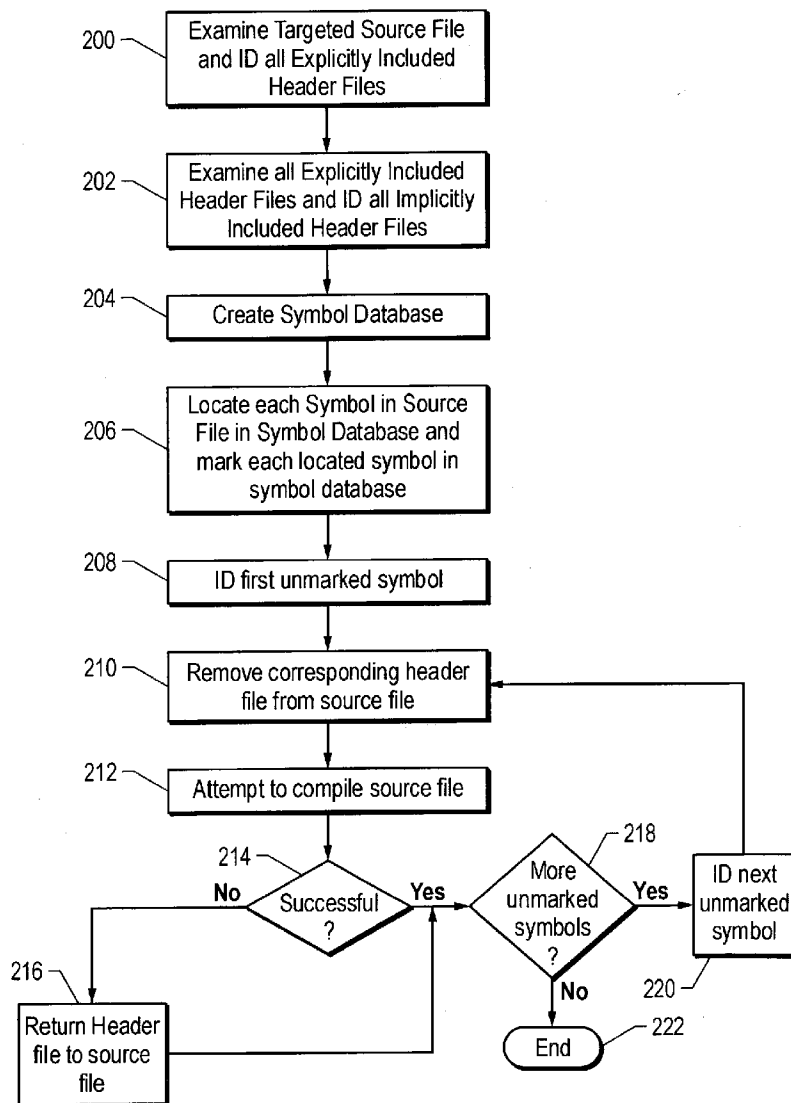 200
Examine Targeted Source File
and ID all Explicitly Included
Header Files
202
Examine all Explicitly Included
Header Files and ID all Implicitly
Included Header Files
204
Create Symbol Database
206
Locate each Symbol in Source
File in Symbol Database and
mark each located symbol in
symbol database
208
ID first unmarked symbol
210
Remove corresponding header
file from source file
212
Attempt to compile source file
214
Successful
?
No
Yes
216
Return Header
file to source
file
218
More
unmarked
symbols
?
Yes
No
ID next
unmarked
symbol
220
End
222